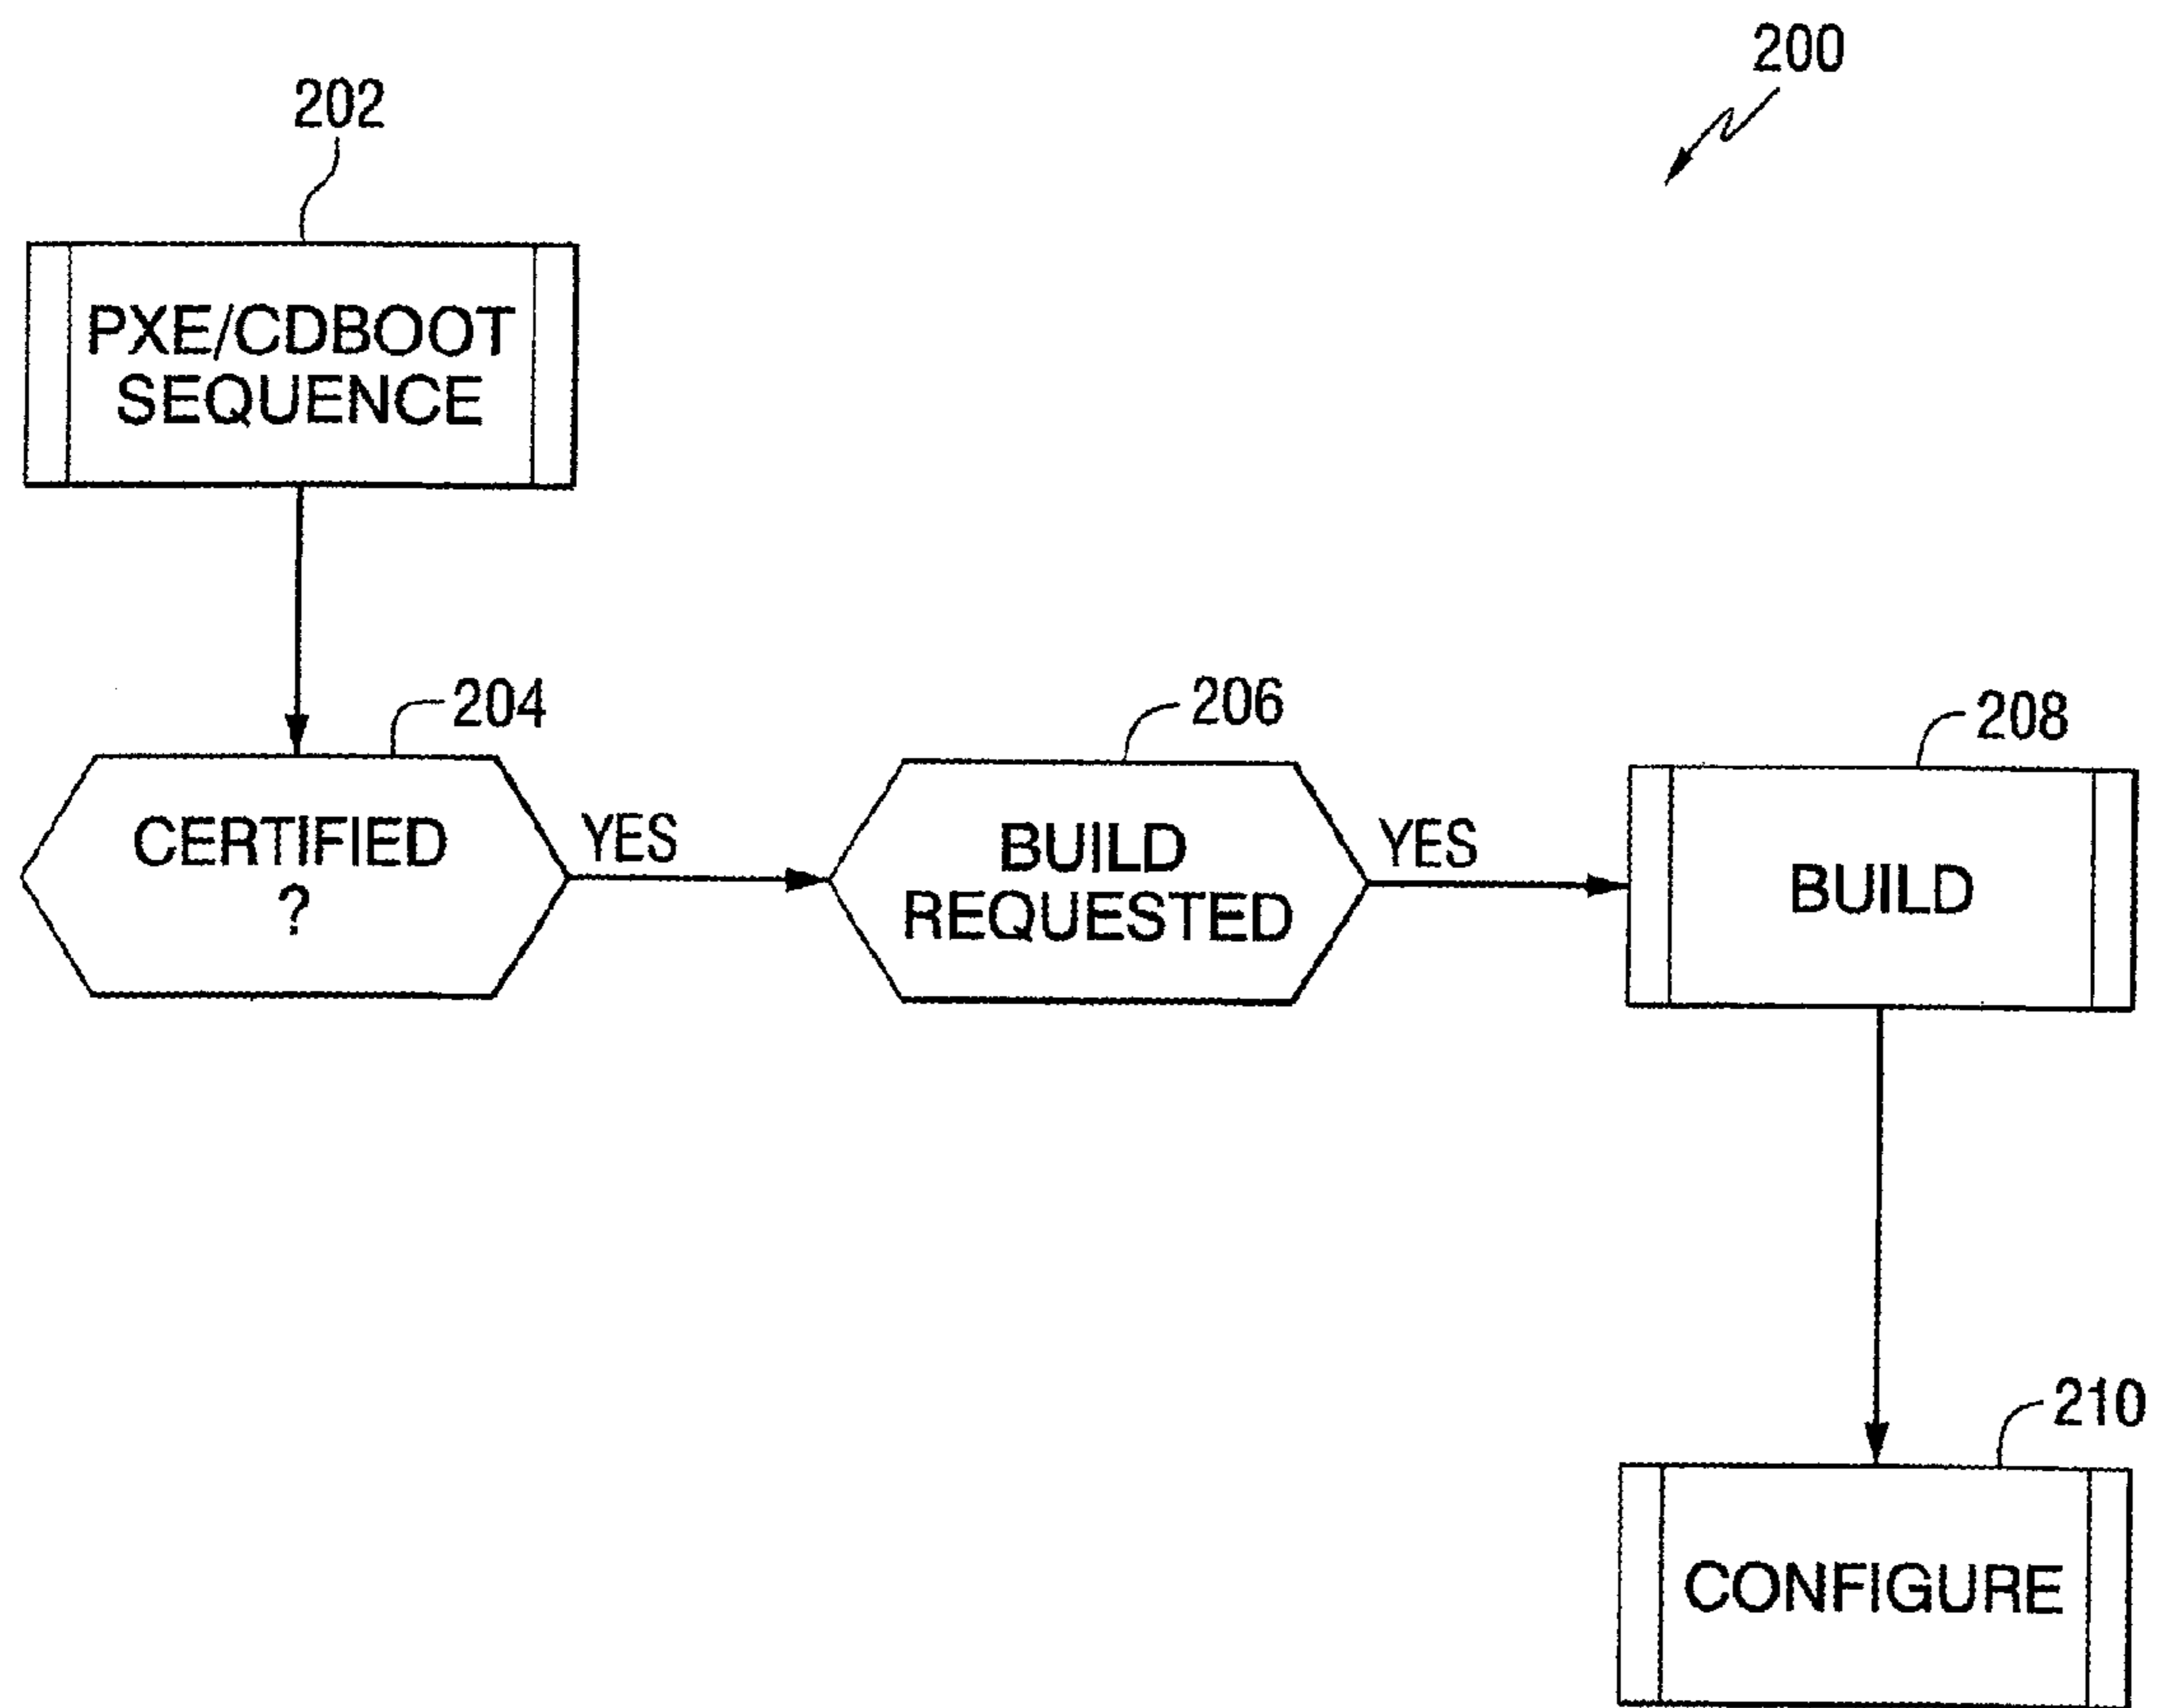 200
202
PXE/CDBOOT
SEQUENCE
204
CERTIFIED
?
YES
206
BUILD
REQUESTED
YES
208
BUILD
210
CONFIGURE